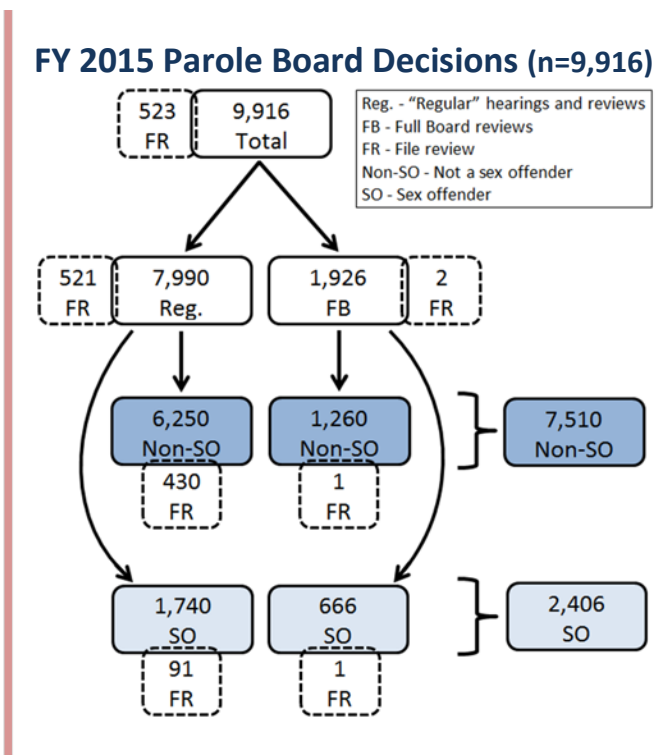 FY 2015 Parole Board Decisions (n=9,916)
523
FR
9,916
Total
Reg. - “Regular” hearings and reviews
FB - Full Board reviews
FR - File review
Non-SO - Not a sex offender
SO - Sex offender
521
FR
7,990
Reg.
1,926
FB
2
FR
6,250
Non-SO
430
FR
1,260
Non-SO
1
FR
7,510
Non-SO
1,740
SO
91
FR
666
SO
1
FR
2,406
SO